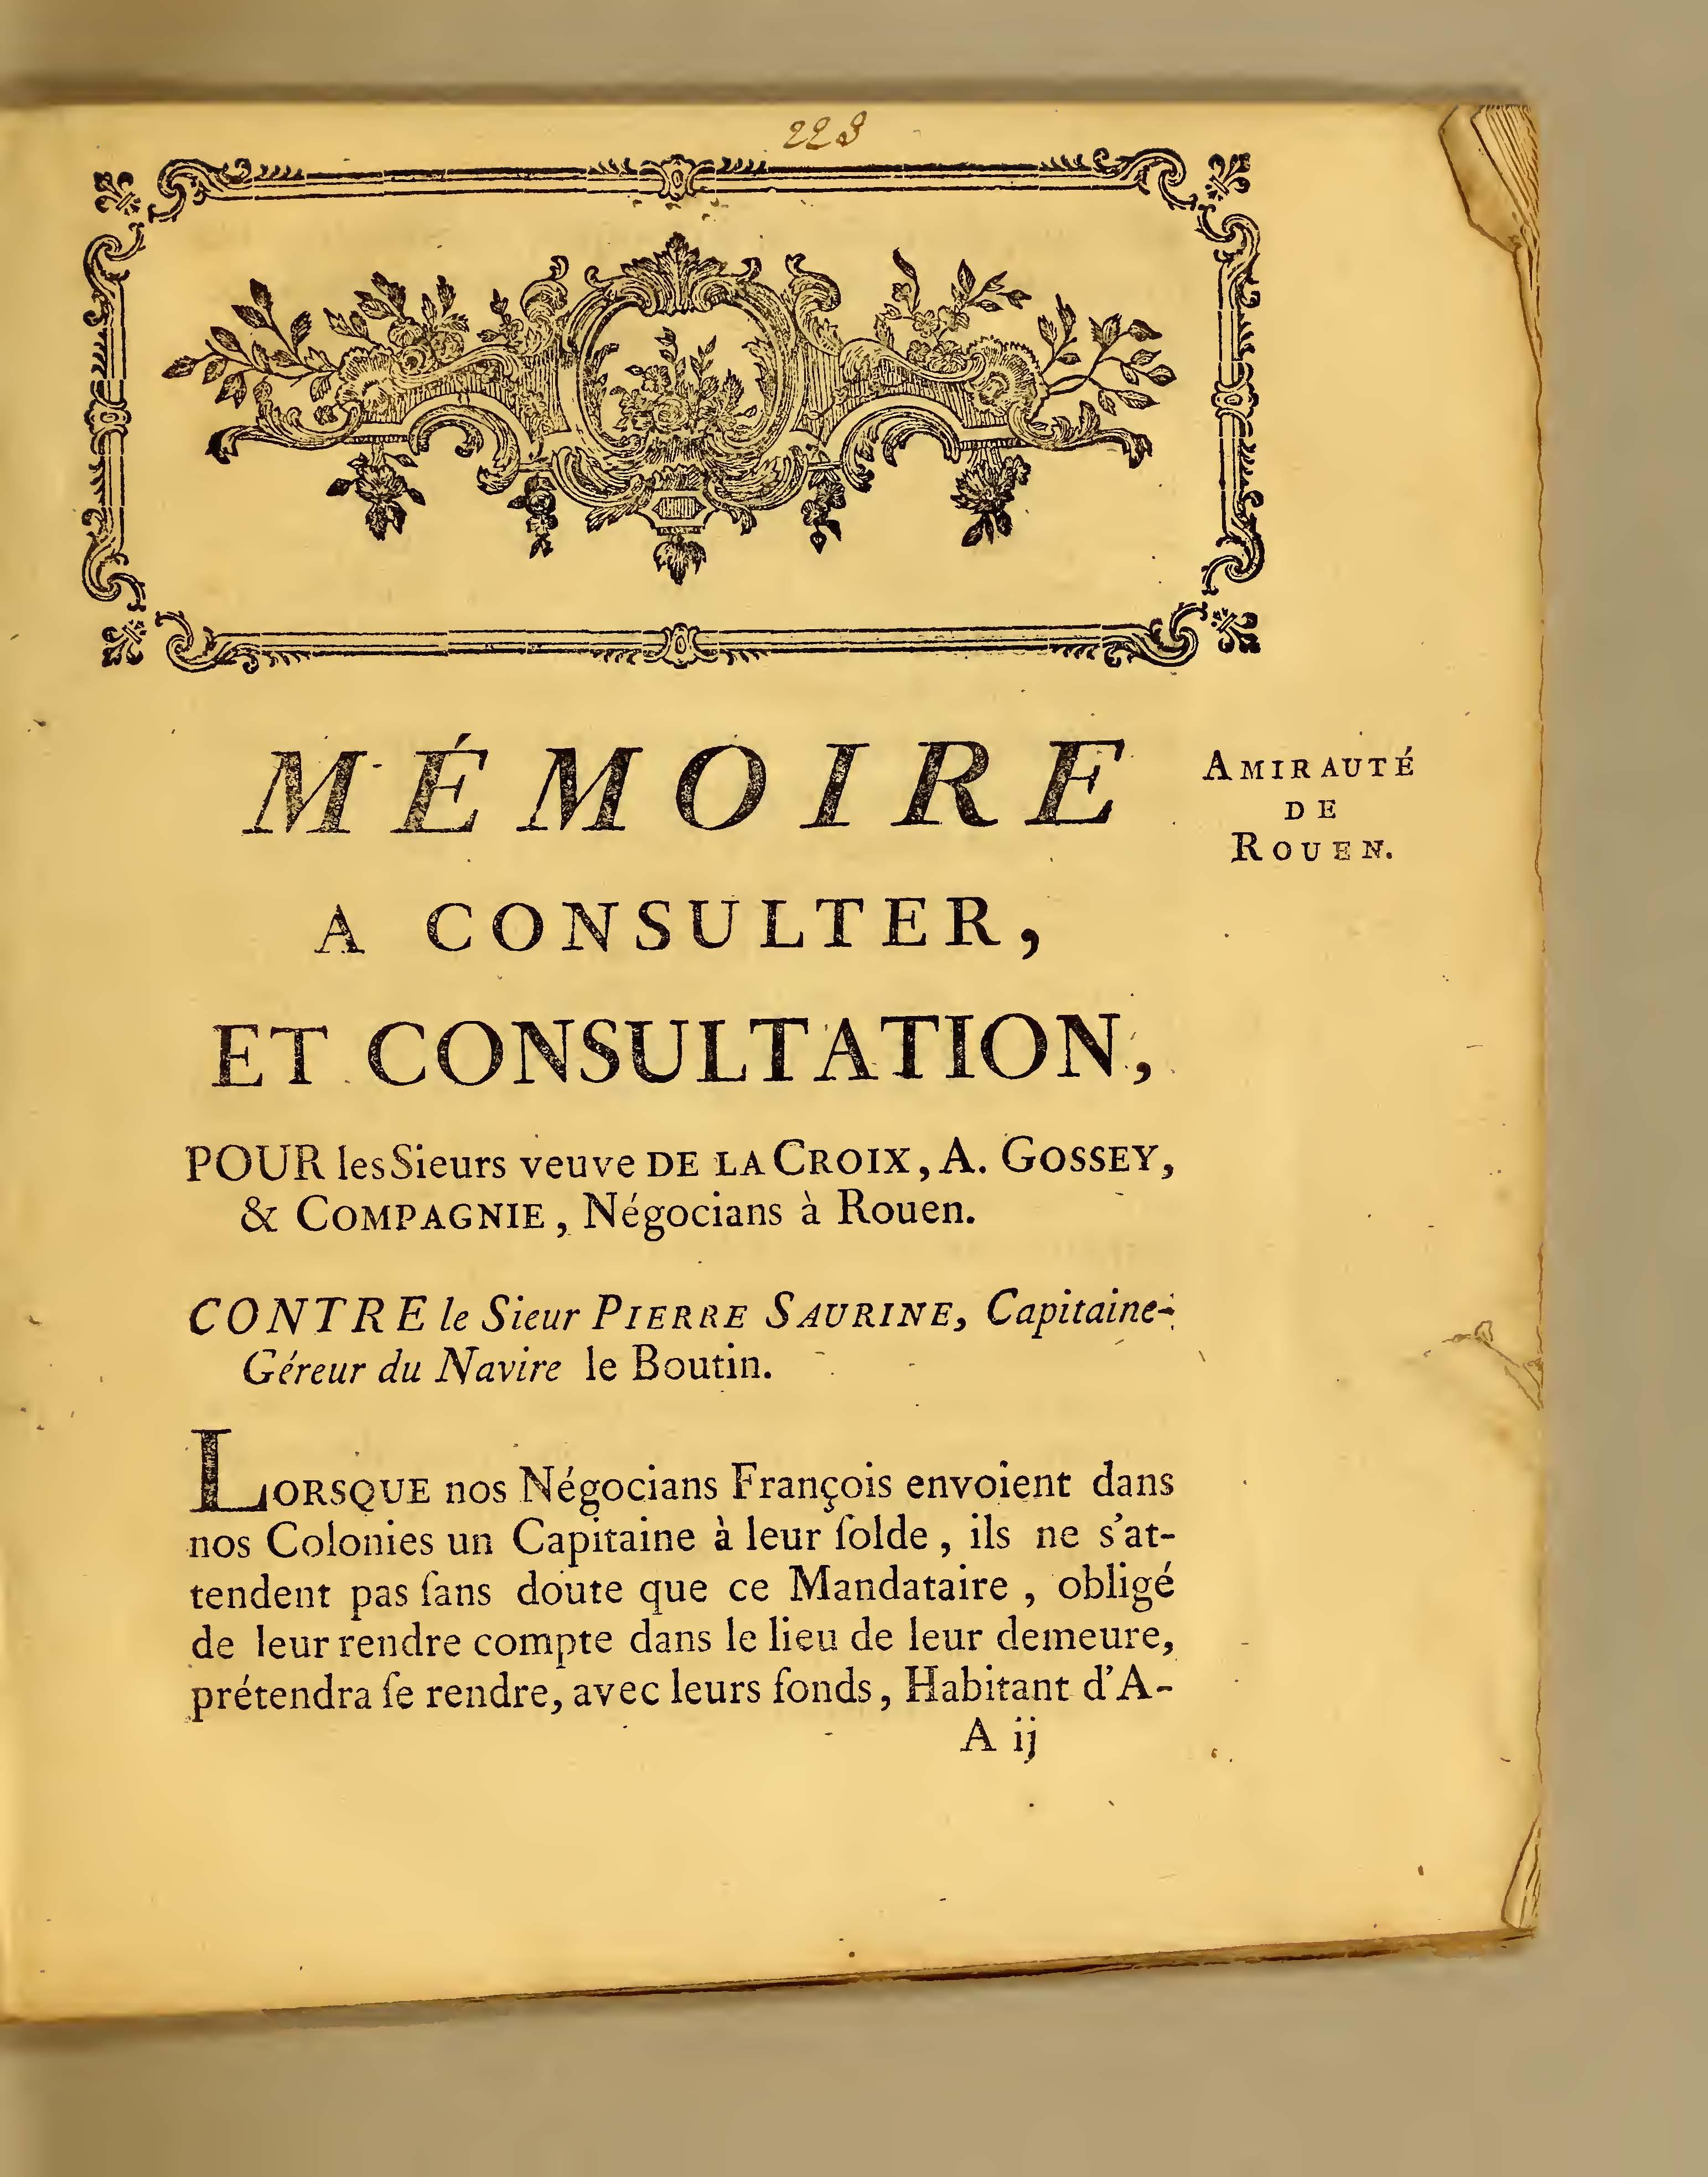 223
MÉMOIRE
AMIRAUTÉ
DE
ROUEN.
A CONSULTER,
ET CONSULTATION,
POUR les Sieurs veuve DE LA CROIX, A. GOSSEY,
& COMPAGNIE, Négocians à Rouen.
CONTRE le Sieur PIERRE SAURINE, Capitaine-
Géreur du Navire le Boutin.
LORSQUE nos Négocians François envoient dans
nos Colonies un Capitaine à leur ſolde, ils ne s'at-
tendent pas ſans doute que ce Mandataire, obligé
de leur rendre compte dans le lieu de leur demeure,
prétendra ſe rendre, avec leurs fonds, Habitant d'A-
A ij